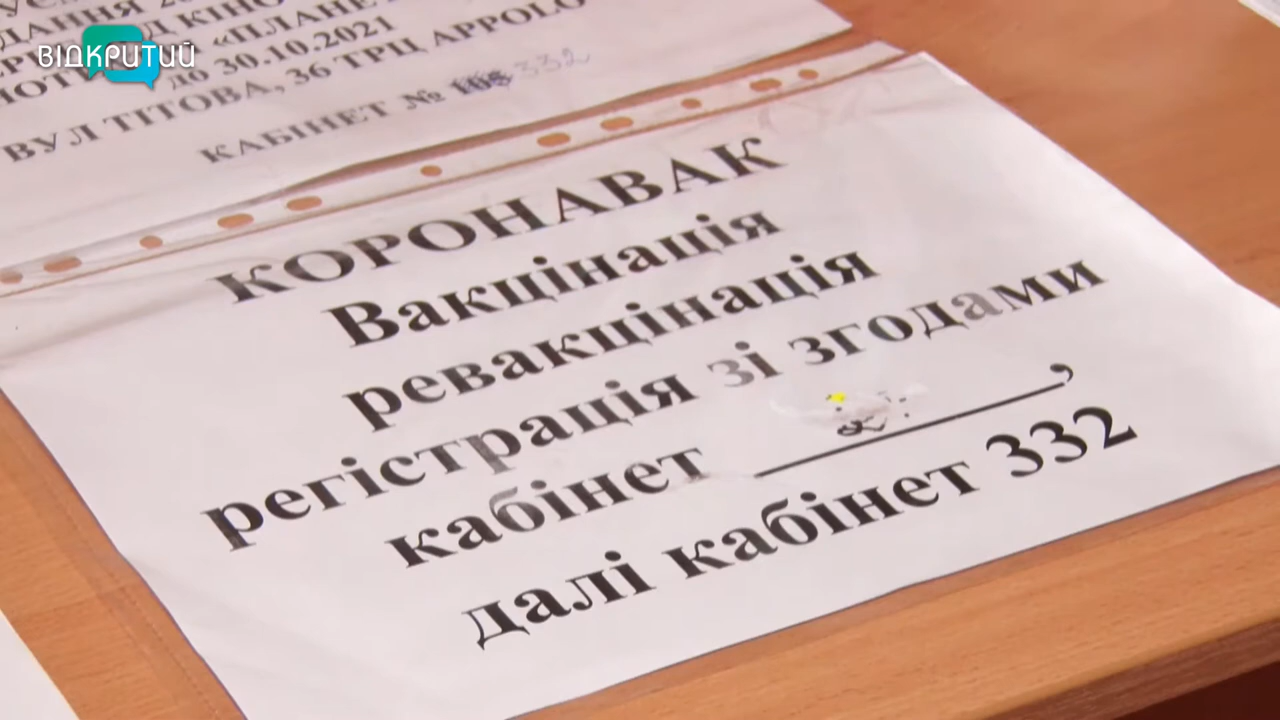 ВІДКРИТИЙ
ДО 30.10.2021
ВУЛ ТІТОВА, 36 ТРЦ APPOLO
КАБІНЕТ № 332
КОРОНАВАК
Вакцінація
ревакцінація
регістрація зі згодами
кабінет ________,
далі кабінет 332